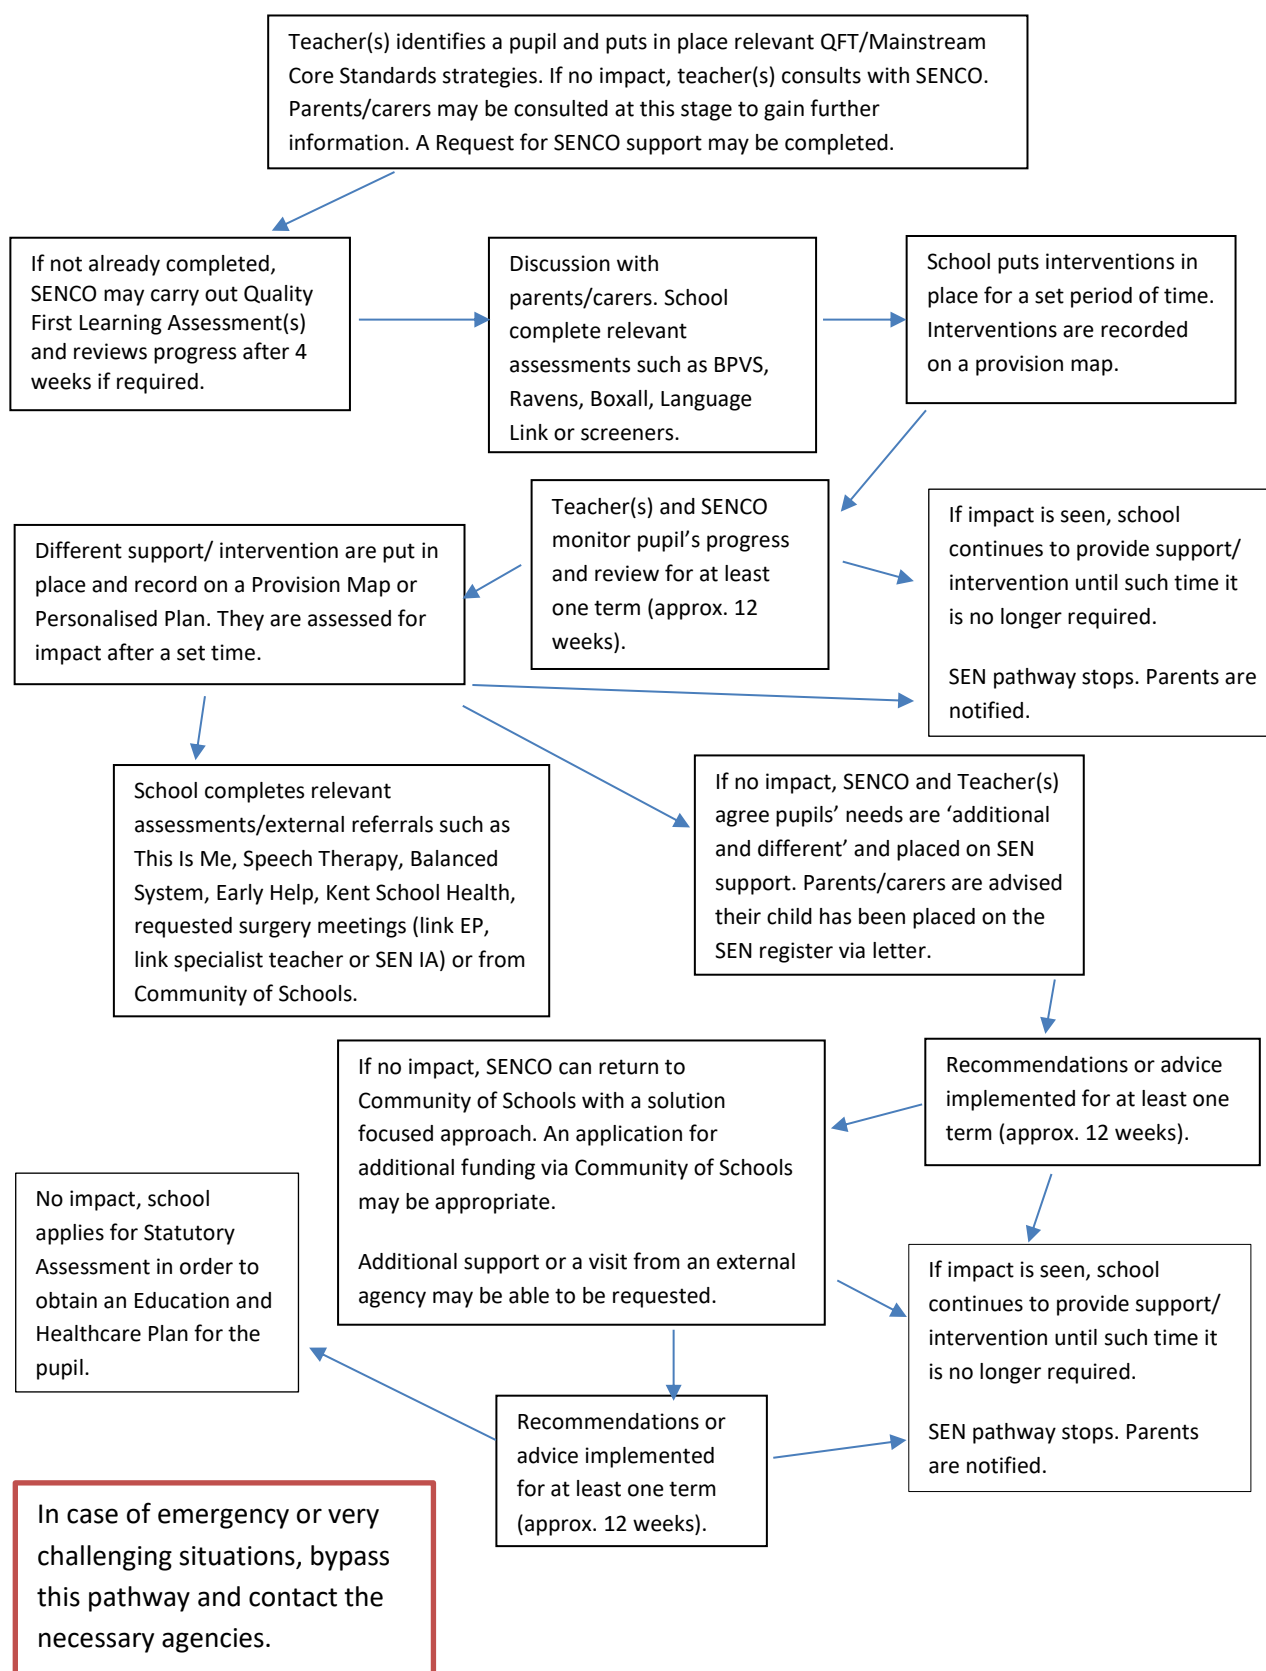 Teacher(s) identifies a pupil and puts in place relevant QFT/Mainstream
Core Standards strategies. If no impact, teacher(s) consults with SENCO.
Parents/carers may be consulted at this stage to gain further
information. A Request for SENCO support may be completed.
If not already completed,
SENCO may carry out Quality
First Learning Assessment(s)
and reviews progress after 4
weeks if required.
Discussion with
parents/carers. School
complete relevant
assessments such as BPVS,
Ravens, Boxall, Language
Link or screeners.
School puts interventions in
place for a set period of time.
Interventions are recorded
on a provision map.
Teacher(s) and SENCO
monitor pupil’s progress
and review for at least
one term (approx. 12
weeks).
If impact is seen, school
continues to provide support/
intervention until such time it
is no longer required.
SEN pathway stops. Parents are
notified.
Different support/ intervention are put in
place and record on a Provision Map or
Personalised Plan. They are assessed for
impact after a set time.
School completes relevant
assessments/external referrals such as
This Is Me, Speech Therapy, Balanced
System, Early Help, Kent School Health,
requested surgery meetings (link EP,
link specialist teacher or SEN IA) or from
Community of Schools.
If no impact, SENCO and Teacher(s)
agree pupils’ needs are ‘additional
and different’ and placed on SEN
support. Parents/carers are advised
their child has been placed on the
SEN register via letter.
Recommendations or advice
implemented for at least one
term (approx. 12 weeks).
If no impact, SENCO can return to
Community of Schools with a solution
focused approach. An application for
additional funding via Community of Schools
may be appropriate.
Additional support or a visit from an external
agency may be able to be requested.
No impact, school
applies for Statutory
Assessment in order to
obtain an Education and
Healthcare Plan for the
pupil.
If impact is seen, school
continues to provide support/
intervention until such time it
is no longer required.
SEN pathway stops. Parents
are notified.
Recommendations or
advice implemented
for at least one term
(approx. 12 weeks).
In case of emergency or very
challenging situations, bypass
this pathway and contact the
necessary agencies.